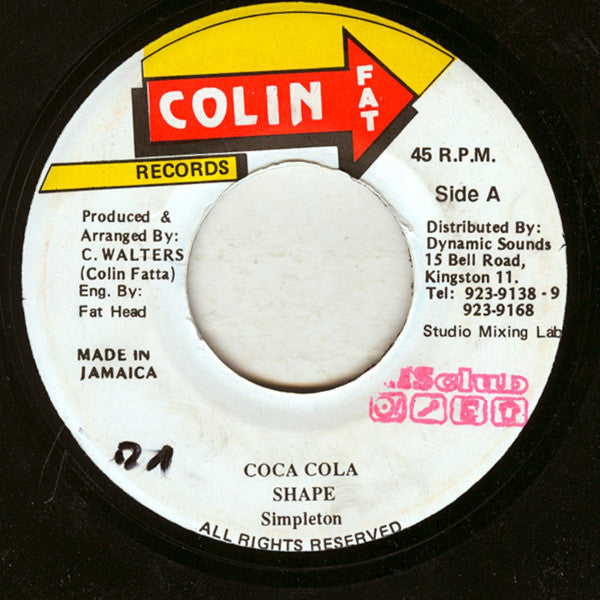 COLIN
FAT
RECORDS
45 R.P.M.
Side A
Produced &
Arranged By:
C. WALTERS
(Colin Fatta)
Eng. By:
Fat Head
Distributed By:
Dynamic Sounds
15 Bell Road,
Kingston 11.
Tel: 923-9138 - 9
923-9168
Studio Mixing Lab
MADE IN
JAMAICA
COCA COLA
SHAPE
Simpleton
ALL RIGHTS RESERVED